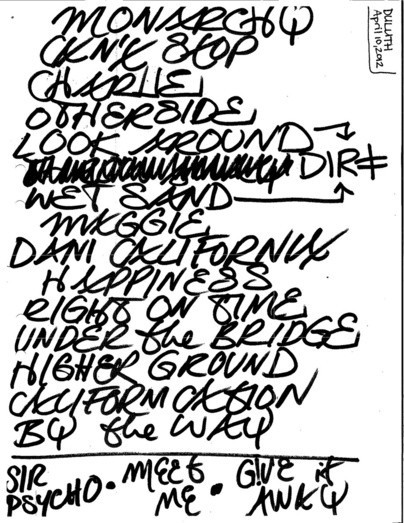 DULUTH
April 10, 2012
MONARCHY
CAN'T STOP
CHARLIE
OTHERSIDE
LOOK AROUND
DIRT
WET SAND
MAGGIE
DANI CALIFORNIA
HAPPINESS
RIGHT ON TIME
UNDER the BRIDGE
HIGHER GROUND
CALIFORNICATION
BY the WAY
SIR PSYCHO • MEET ME • GIVE it AWAY